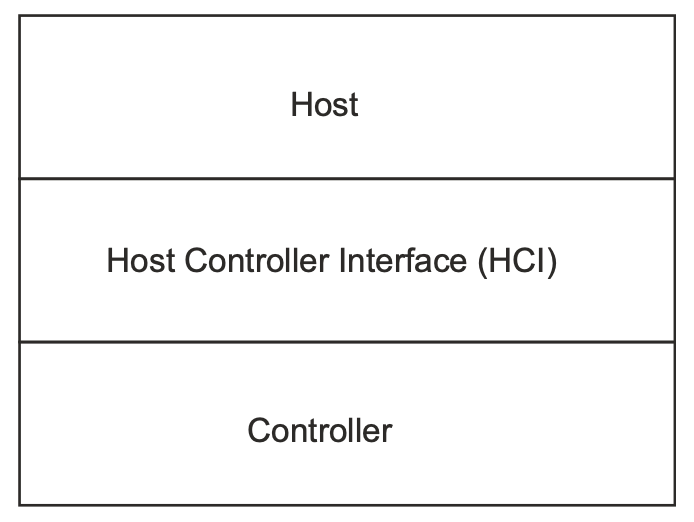 Host
Host Controller Interface (HCI)
Controller